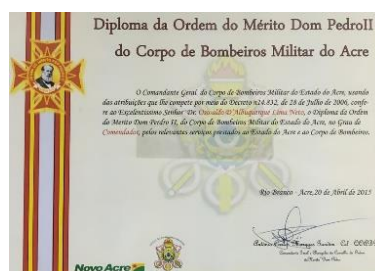 Diploma da Ordem do Mérito Dom PedroII
do Corpo de Bombeiros Militar do Acre
O Comandante Geral do Corpo de Bombeiros Militar do Estado do Acre, usando
das atribuições que lhe compete por meio do Decreto n14.832, de 28 de Julho de 2006, confe-
re ao Excelentíssimo Senhor Dr. Oswaldo D'Albuquerque Lima Neto, o Diploma da Ordem
do Mérito Dom Pedro II, do Corpo de Bombeiros Militar do Estado do Acre, no Grau de
Comendador, pelos relevantes serviços prestados ao Estado do Acre e ao Corpo de Bombeiros.
Rio Branco - Acre, 20 de Abril de 2015
Novo Acre